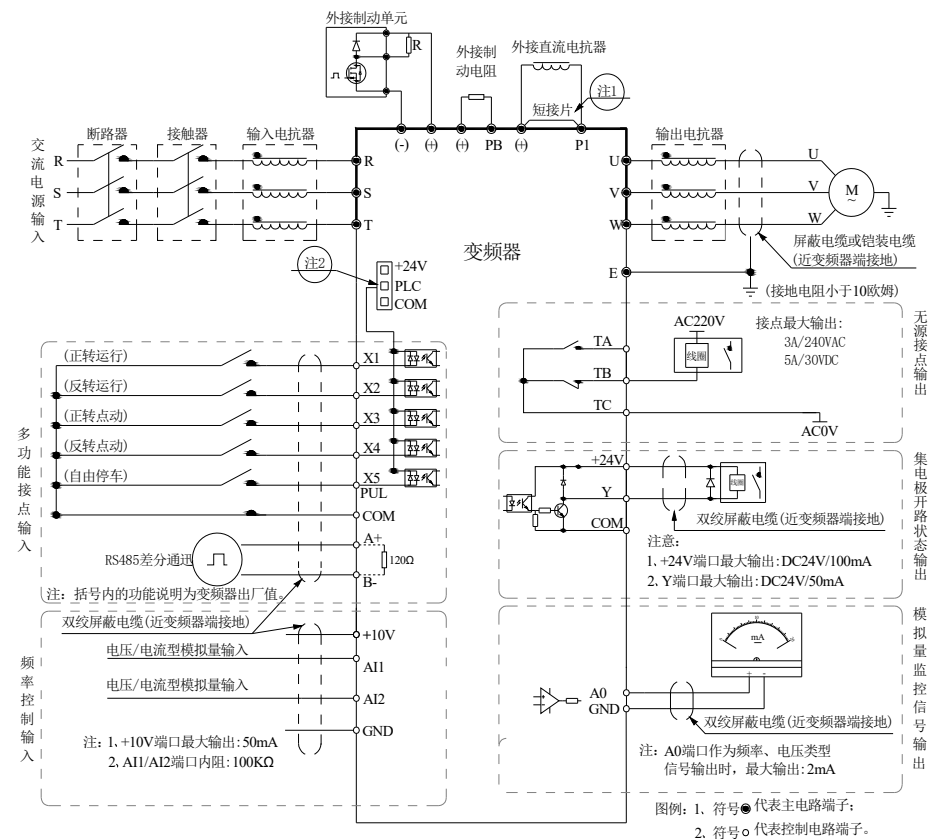 外接制动单元
R
外接制
动电阻
外接直流电抗器
短接片
注1
(-)
(+)
(+)
PB
(+)
P1
交流电源输入
断路器
接触器
输入电抗器
R
S
T
R
S
T
输出电抗器
U
V
W
U
V
W
M
~
变频器
屏蔽电缆或铠装电缆
(近变频器端接地)
E
(接地电阻小于10欧姆)
注2
+24V
PLC
COM
多功能接点输入
(正转运行)
X1
(反转运行)
X2
(正转点动)
X3
(反转点动)
X4
(自由停车)
X5
PUL
COM
RS485差分通迅
A+
120Ω
B-
注：括号内的功能说明为变频器出厂值。
双绞屏蔽电缆(近变频器端接地)
频率控制输入
+10V
电压/电流型模拟量输入
AI1
电压/电流型模拟量输入
AI2
GND
注：1、+10V端口最大输出:50mA
2、AI1/AI2端口内阻:100KΩ
无源接点输出
TA
TB
TC
AC220V
线圈
接点最大输出:
3A/240VAC
5A/30VDC
AC0V
集电极开路状态输出
+24V
Y
COM
线圈
双绞屏蔽电缆(近变频器端接地)
注意:
1、+24V端口最大输出:DC24V/100mA
2、Y端口最大输出:DC24V/50mA
模拟量监控信号输出
mA
+ -
A0
GND
双绞屏蔽电缆(近变频器端接地)
注：A0端口作为频率、电压类型
信号输出时，最大输出:2mA
图例：1、符号 代表主电路端子;
2、符号 代表控制电路端子。